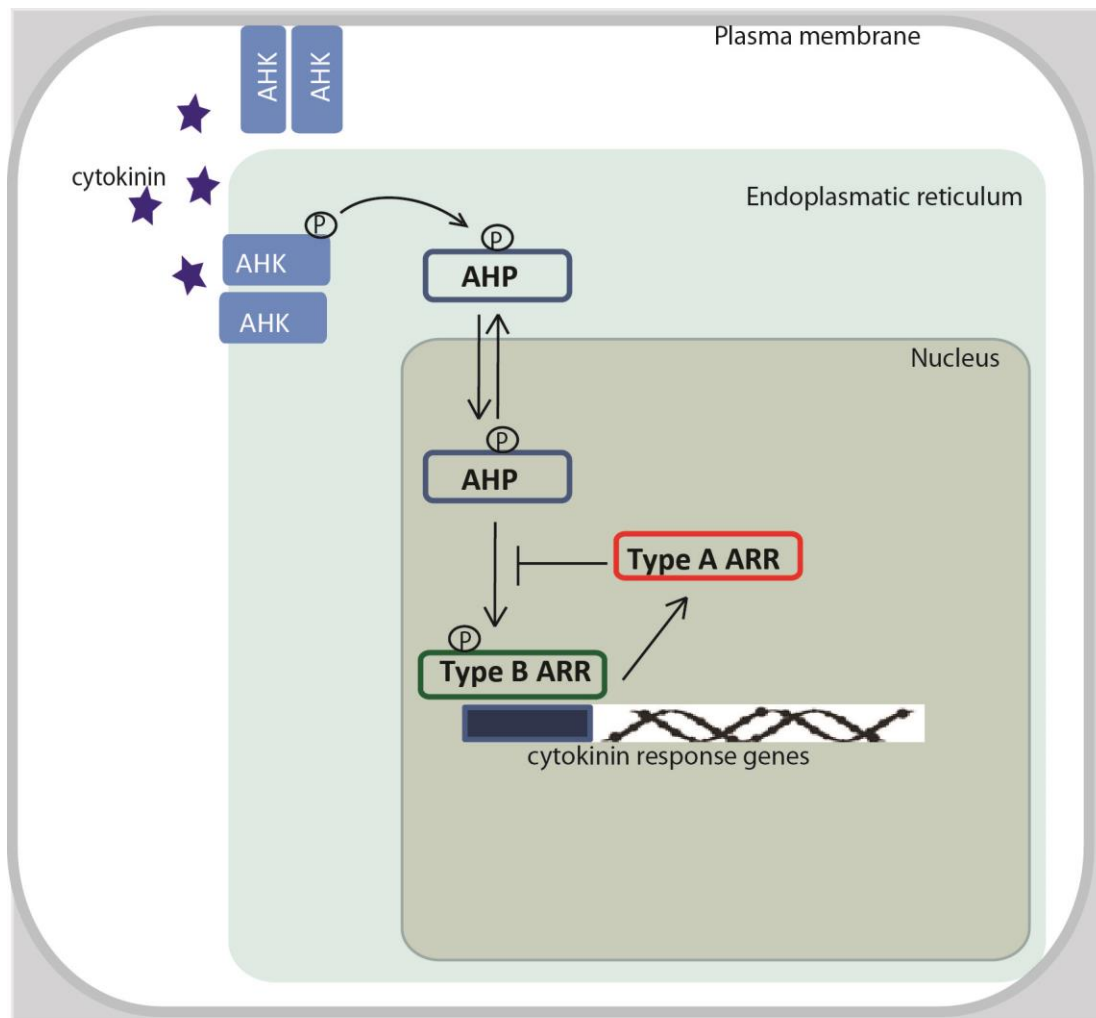 Plasma membrane
AHK
AHK
cytokinin
Endoplasmatic reticulum
P
P
AHK
AHP
AHK
Nucleus
P
AHP
Type A ARR
P
Type B ARR
cytokinin response genes